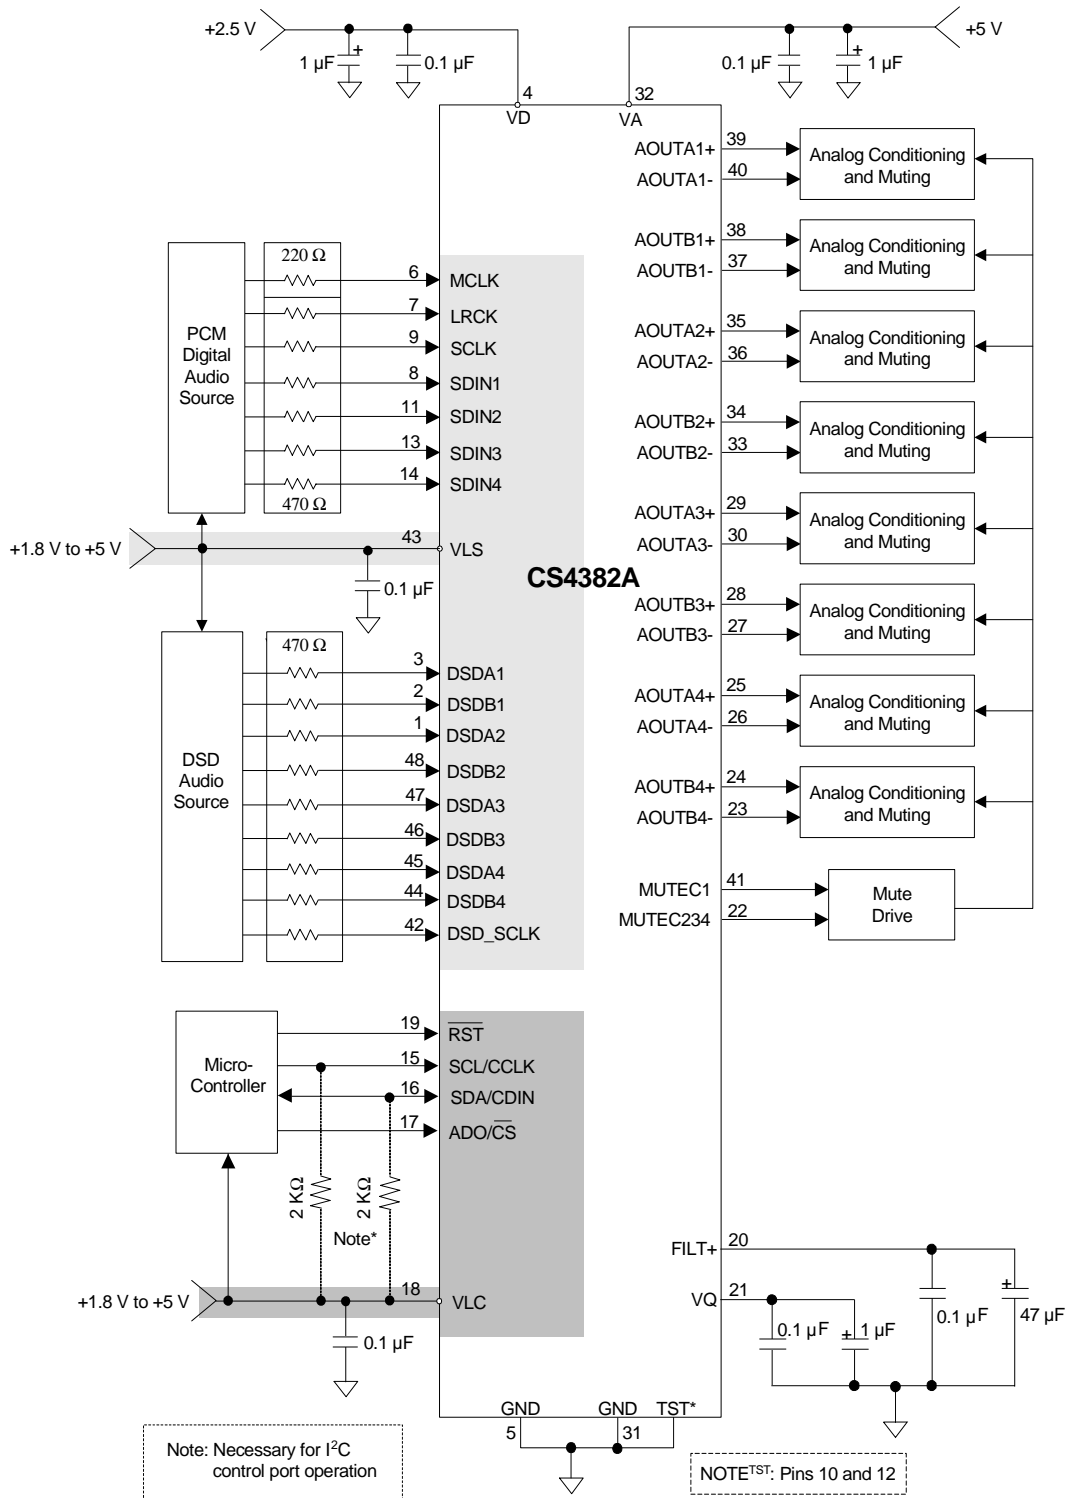 +2.5 V
+5 V
1 µF
+
0.1 µF
0.1 µF
+
1 µF
4
32
VD
VA
AOUTA1+
39
AOUTA1-
40
Analog Conditioning
and Muting
AOUTB1+
38
AOUTB1-
37
Analog Conditioning
and Muting
AOUTA2+
35
AOUTA2-
36
Analog Conditioning
and Muting
AOUTB2+
34
AOUTB2-
33
Analog Conditioning
and Muting
AOUTA3+
29
AOUTA3-
30
Analog Conditioning
and Muting
AOUTB3+
28
AOUTB3-
27
Analog Conditioning
and Muting
AOUTA4+
25
AOUTA4-
26
Analog Conditioning
and Muting
AOUTB4+
24
AOUTB4-
23
Analog Conditioning
and Muting
MUTEC1
41
MUTEC234
22
Mute
Drive
PCM
Digital
Audio
Source
220 Ω
6
MCLK
7
LRCK
9
SCLK
8
SDIN1
11
SDIN2
13
SDIN3
14
SDIN4
470 Ω
+1.8 V to +5 V
43
VLS
0.1 µF
CS4382A
DSD
Audio
Source
470 Ω
3
DSDA1
2
DSDB1
1
DSDA2
48
DSDB2
47
DSDA3
46
DSDB3
45
DSDA4
44
DSDB4
42
DSD_SCLK
Micro-
Controller
19
RST
15
SCL/CCLK
16
SDA/CDIN
17
ADO/CS
2 KΩ
2 KΩ
Note*
+1.8 V to +5 V
18
VLC
0.1 µF
FILT+
20
VQ
21
0.1 µF
+
1 µF
0.1 µF
+
47 µF
GND
GND
TST*
5
31
Note: Necessary for I²C
control port operation
NOTE^TST: Pins 10 and 12